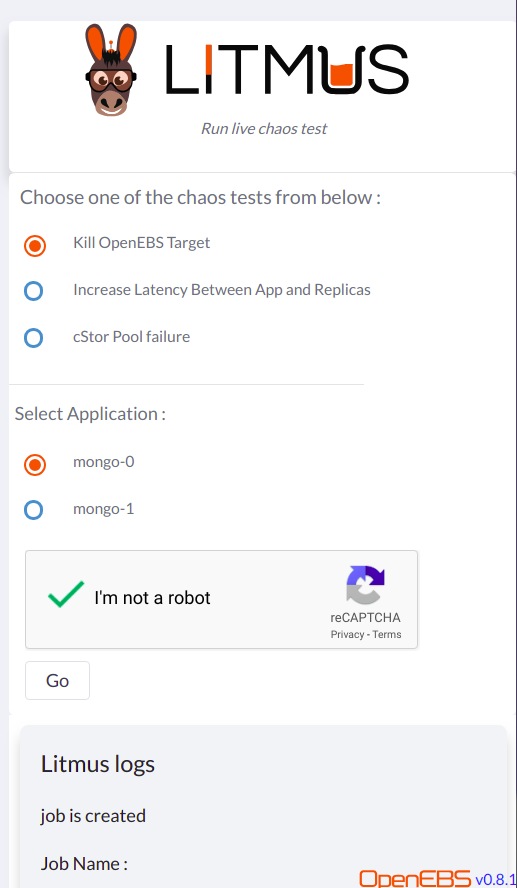 LITMUS
Run live chaos test
Choose one of the chaos tests from below :
Kill OpenEBS Target
Increase Latency Between App and Replicas
cStor Pool failure
Select Application :
mongo-0
mongo-1
I'm not a robot
reCAPTCHA
Privacy - Terms
Go
Litmus logs
job is created
Job Name :
OpenEBS v0.8.1